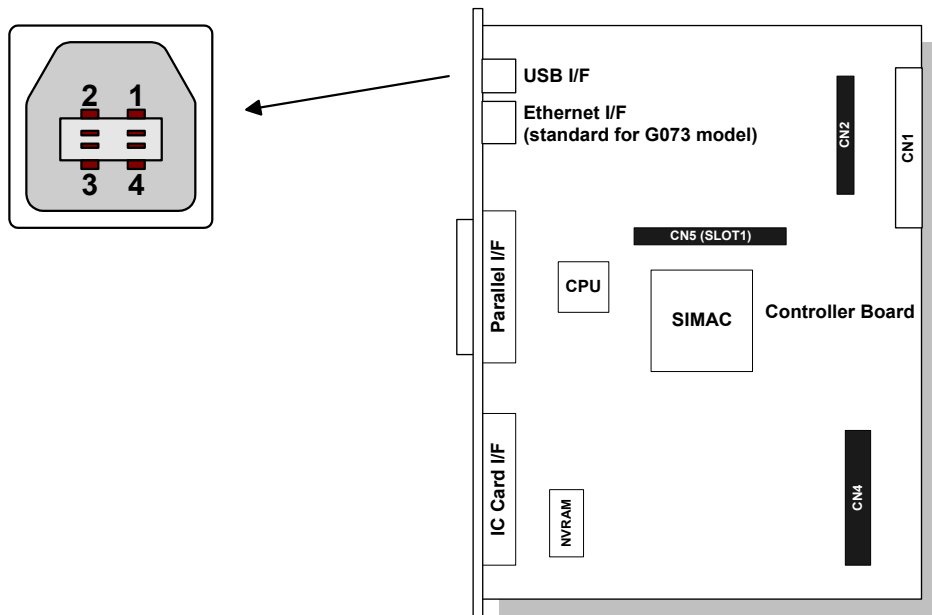 2 1
3 4
USB I/F
Ethernet I/F
(standard for G073 model)
CN2
CN1
CN5 (SLOT1)
Parallel I/F
CPU
SIMAC
Controller Board
IC Card I/F
NVRAM
CN4